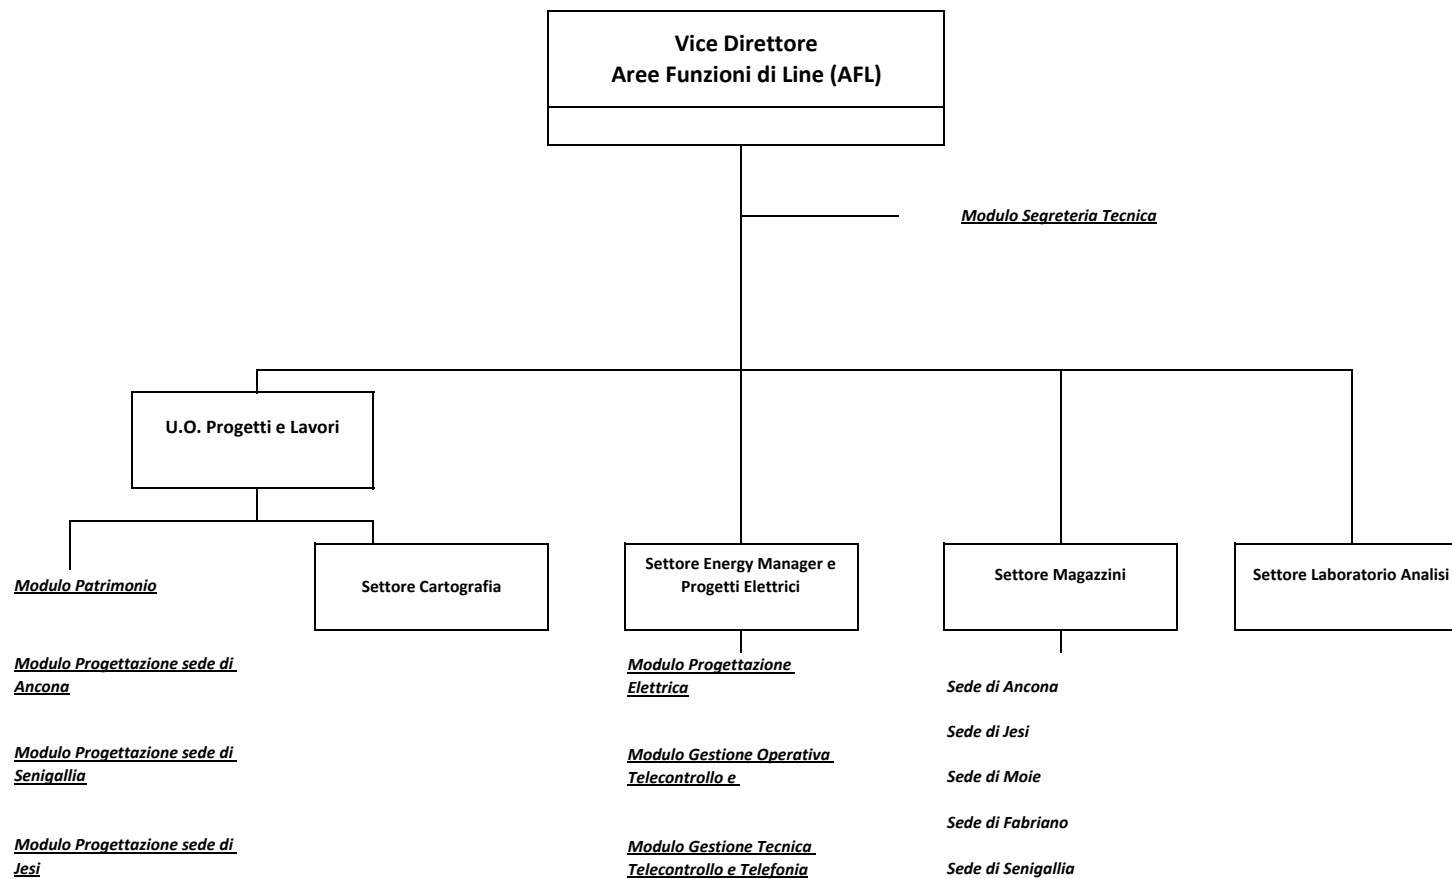 Vice Direttore
Aree Funzioni di Line (AFL)
Modulo Segreteria Tecnica
U.O. Progetti e Lavori
Modulo Patrimonio
Settore Cartografia
Settore Energy Manager e
Progetti Elettrici
Settore Magazzini
Settore Laboratorio Analisi
Modulo Progettazione sede di
Ancona
Modulo Progettazione sede di
Senigallia
Modulo Progettazione sede di
Jesi
Modulo Progettazione
Elettrica
Modulo Gestione Operativa
Telecontrollo e
Modulo Gestione Tecnica
Telecontrollo e Telefonia
Sede di Ancona
Sede di Jesi
Sede di Moie
Sede di Fabriano
Sede di Senigallia